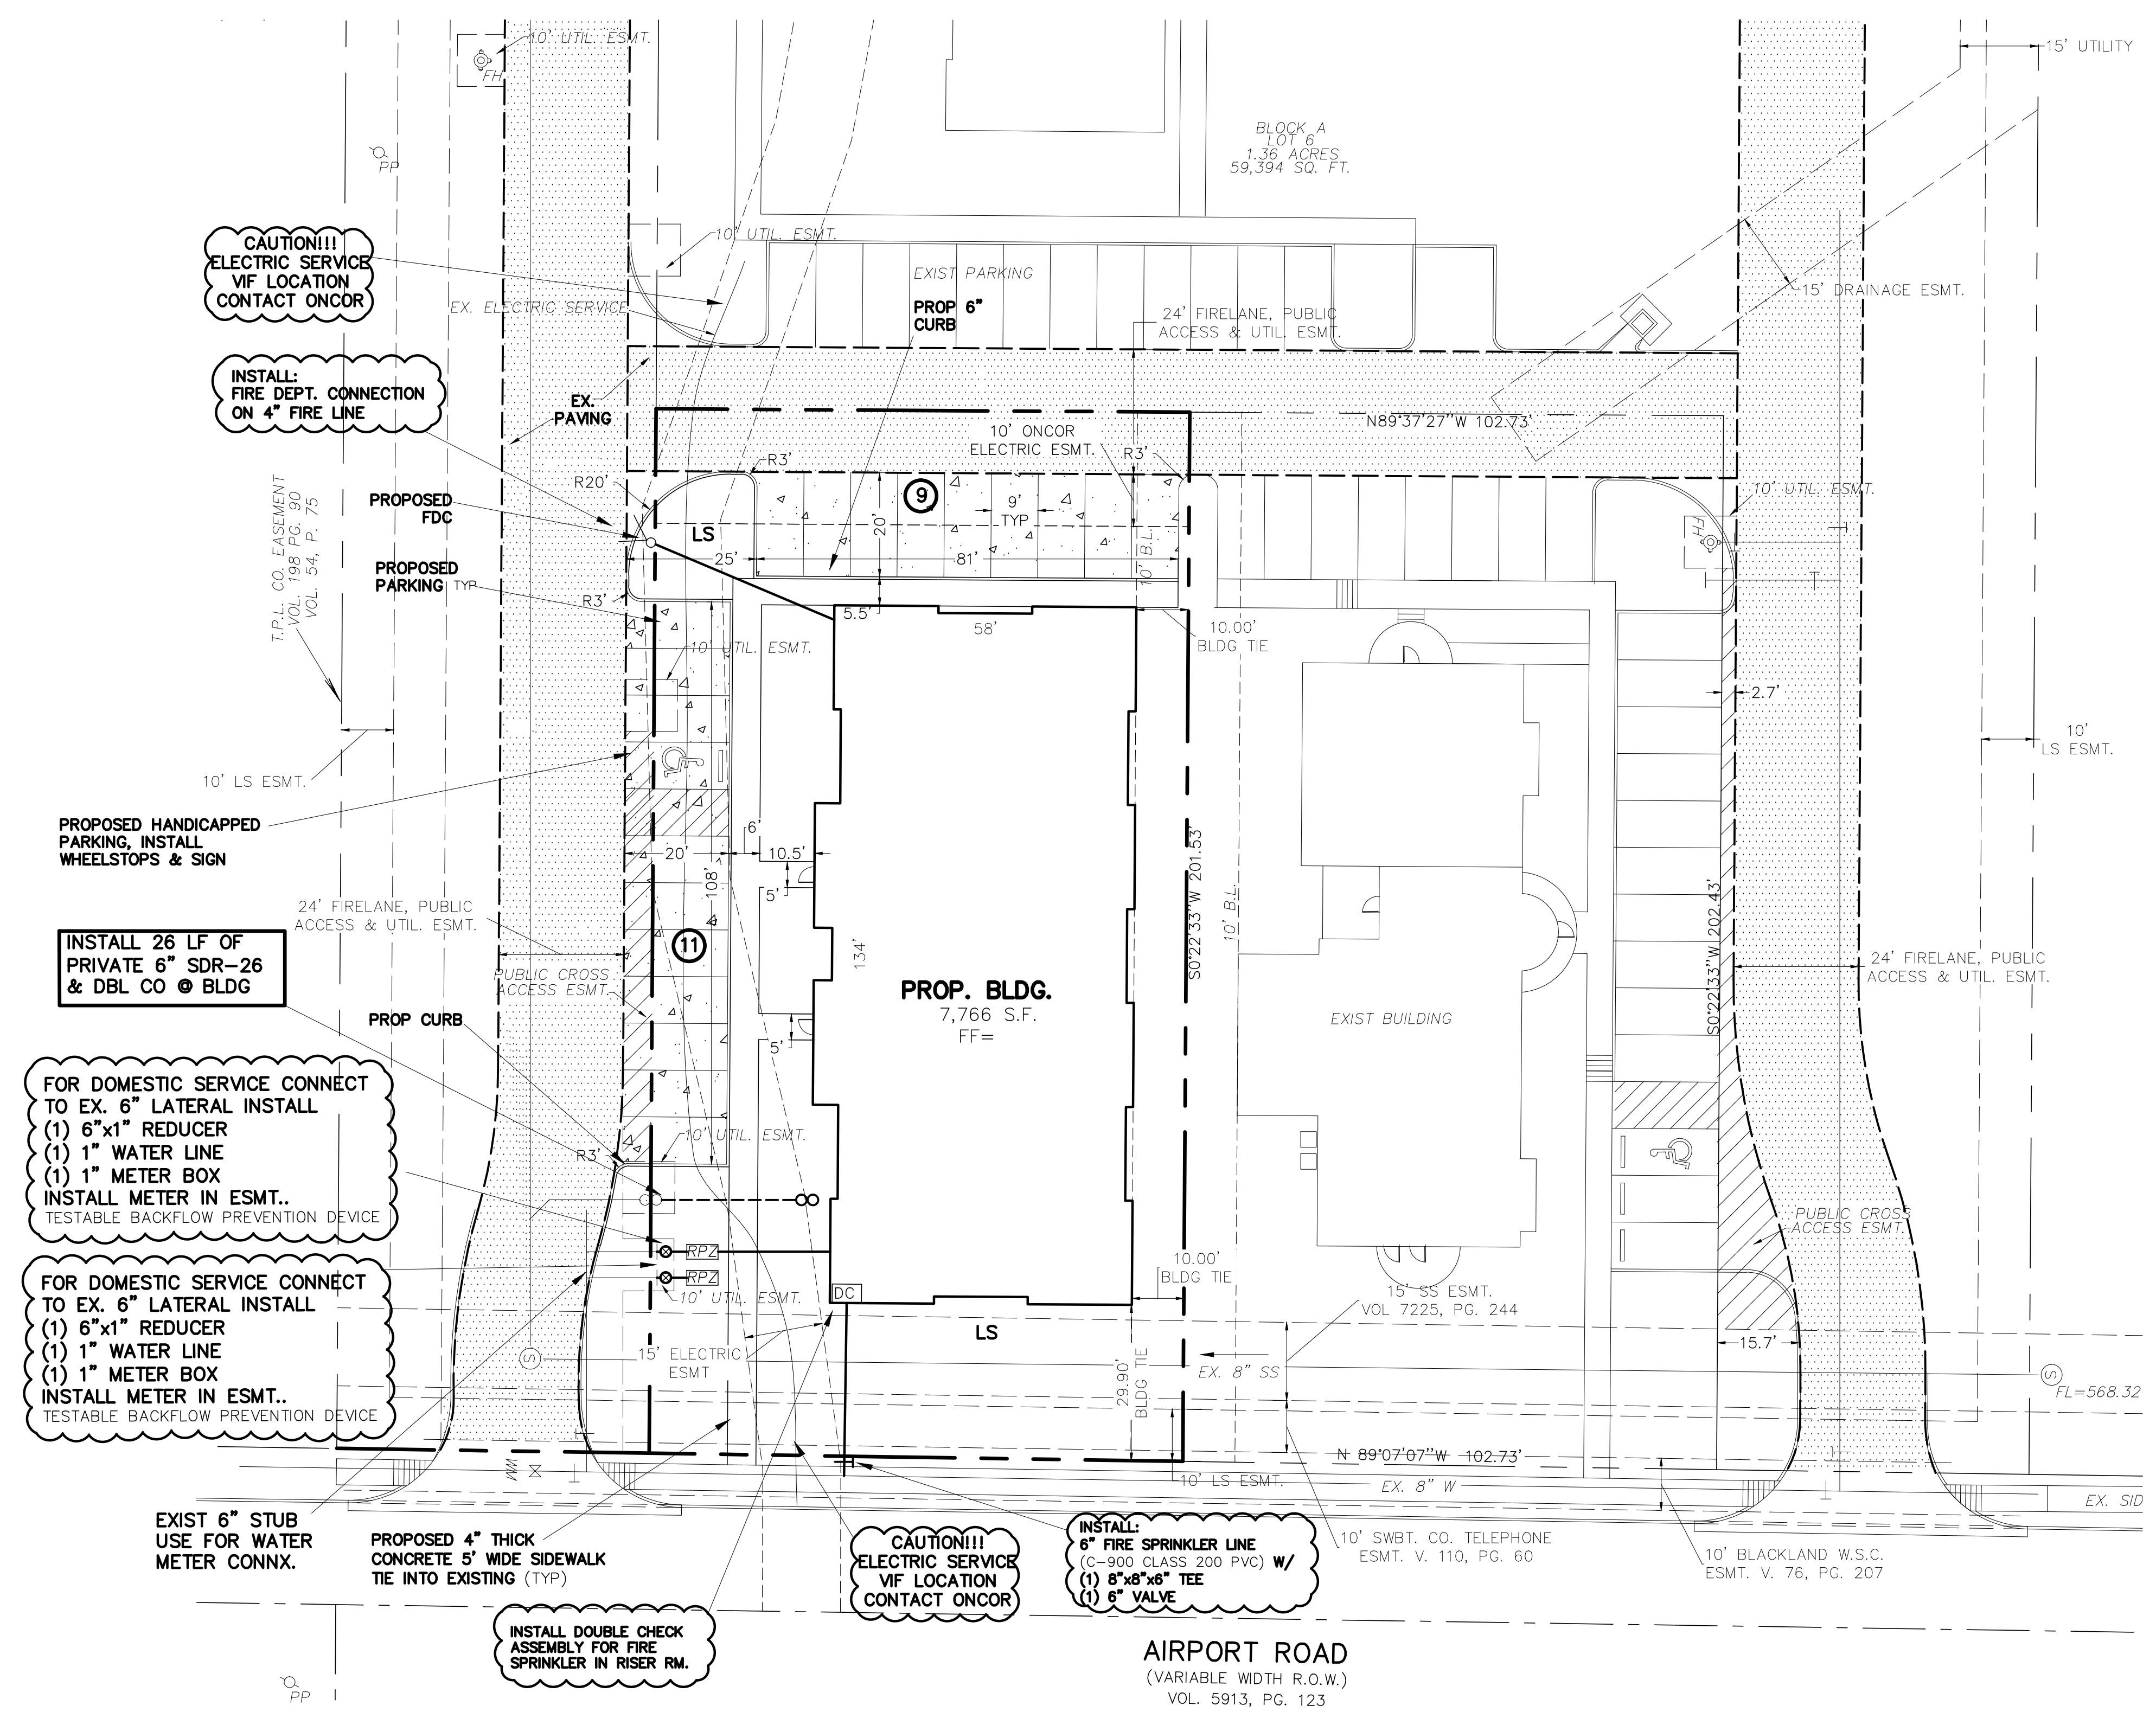 10' UTIL. ESMT.
FH
15' UTILITY
PP
BLOCK A
LOT 6
1.36 ACRES
59,394 SQ. FT.
CAUTION!!!
ELECTRIC SERVICE
VIF LOCATION
CONTACT ONCOR
10' UTIL. ESMT.
EX. ELECTRIC SERVICE
EXIST PARKING
PROP 6"
CURB
24' FIRELANE, PUBLIC
ACCESS & UTIL. ESMT.
15' DRAINAGE ESMT.
INSTALL:
FIRE DEPT. CONNECTION
ON 4" FIRE LINE
EX.
PAVING
N89°37'27"W 102.73'
10' ONCOR
ELECTRIC ESMT.
R3'
R3'
R20'
T.P.L. CO. EASEMENT
VOL. 198 PG. 90
VOL. 54, P. 75
PROPOSED
FDC
LS
9
9'
TYP
20'
25'
81'
10' B.L.
10' UTIL. ESMT.
FH
PROPOSED
PARKING TYP
R3'
5.5'
58'
10.00'
BLDG TIE
10' UTIL. ESMT.
2.7'
10'
LS ESMT.
10' LS ESMT.
PROPOSED HANDICAPPED
PARKING, INSTALL
WHEELSTOPS & SIGN
6'
20'
10.5'
108'
5'
S0°22'33"W 201.53'
10' B.L.
S0°22'33"W 202.43'
24' FIRELANE, PUBLIC
ACCESS & UTIL. ESMT.
INSTALL 26 LF OF
PRIVATE 6" SDR-26
& DBL CO @ BLDG
11
134'
PUBLIC CROSS
ACCESS ESMT.
PROP. BLDG.
7,766 S.F.
FF=
EXIST BUILDING
24' FIRELANE, PUBLIC
ACCESS & UTIL. ESMT.
PROP CURB
5'
FOR DOMESTIC SERVICE CONNECT
TO EX. 6" LATERAL INSTALL
(1) 6"x1" REDUCER
(1) 1" WATER LINE
(1) 1" METER BOX
INSTALL METER IN ESMT..
TESTABLE BACKFLOW PREVENTION DEVICE
10' UTIL. ESMT.
R3'
PUBLIC CROSS
ACCESS ESMT.
RPZ
RPZ
10' UTIL. ESMT.
DC
10.00'
BLDG TIE
15' SS ESMT.
VOL 7225, PG. 244
FOR DOMESTIC SERVICE CONNECT
TO EX. 6" LATERAL INSTALL
(1) 6"x1" REDUCER
(1) 1" WATER LINE
(1) 1" METER BOX
INSTALL METER IN ESMT..
TESTABLE BACKFLOW PREVENTION DEVICE
LS
15' ELECTRIC
ESMT
S
29.90'
BLDG TIE
EX. 8" SS
15.7'
S
FL=568.32
N 89°07'07"W 102.73'
WM
10' LS ESMT.
EX. 8" W
EX. SID
EXIST 6" STUB
USE FOR WATER
METER CONNX.
PROPOSED 4" THICK
CONCRETE 5' WIDE SIDEWALK
TIE INTO EXISTING (TYP)
CAUTION!!!
ELECTRIC SERVICE
VIF LOCATION
CONTACT ONCOR
INSTALL:
6" FIRE SPRINKLER LINE
(C-900 CLASS 200 PVC) W/
(1) 8"x8"x6" TEE
(1) 6" VALVE
10' SWBT. CO. TELEPHONE
ESMT. V. 110, PG. 60
10' BLACKLAND W.S.C.
ESMT. V. 76, PG. 207
INSTALL DOUBLE CHECK
ASSEMBLY FOR FIRE
SPRINKLER IN RISER RM.
AIRPORT ROAD
(VARIABLE WIDTH R.O.W.)
VOL. 5913, PG. 123
PP